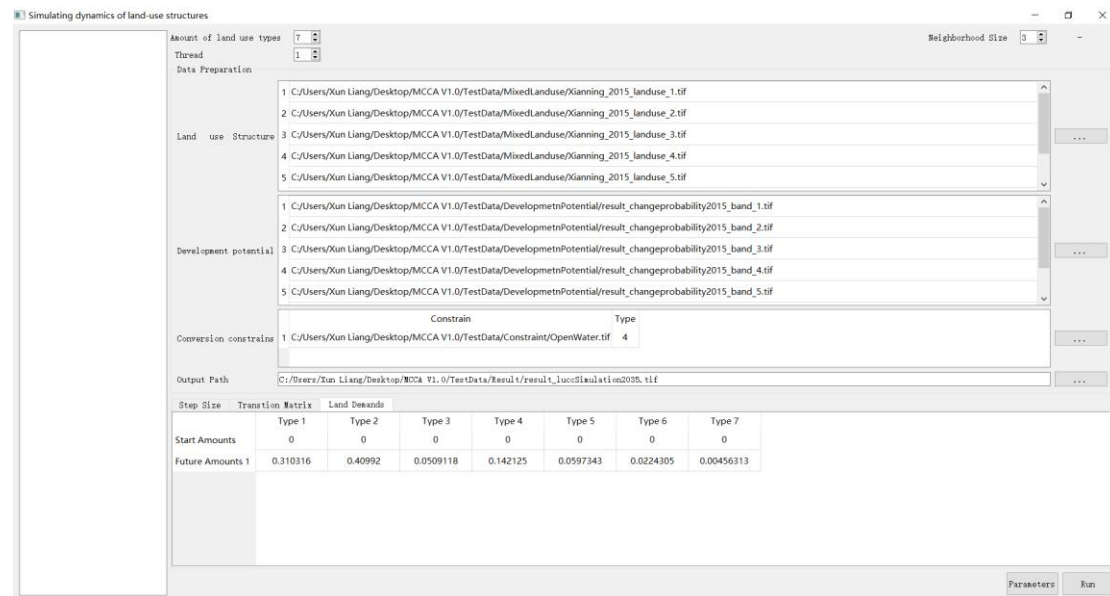 Simulating dynamics of land-use structures
Amount of land use types 7 Neighborhood Size 3
Thread 1
Data Preparation
Land use Structure
1 C:/Users/Xun Liang/Desktop/MCCA V1.0/TestData/MixedLanduse/Xianning_2015_landuse_1.tif
2 C:/Users/Xun Liang/Desktop/MCCA V1.0/TestData/MixedLanduse/Xianning_2015_landuse_2.tif
3 C:/Users/Xun Liang/Desktop/MCCA V1.0/TestData/MixedLanduse/Xianning_2015_landuse_3.tif
4 C:/Users/Xun Liang/Desktop/MCCA V1.0/TestData/MixedLanduse/Xianning_2015_landuse_4.tif
5 C:/Users/Xun Liang/Desktop/MCCA V1.0/TestData/MixedLanduse/Xianning_2015_landuse_5.tif
...
Development potential
1 C:/Users/Xun Liang/Desktop/MCCA V1.0/TestData/DevelopmetnPotential/result_changeprobability2015_band_1.tif
2 C:/Users/Xun Liang/Desktop/MCCA V1.0/TestData/DevelopmetnPotential/result_changeprobability2015_band_2.tif
3 C:/Users/Xun Liang/Desktop/MCCA V1.0/TestData/DevelopmetnPotential/result_changeprobability2015_band_3.tif
4 C:/Users/Xun Liang/Desktop/MCCA V1.0/TestData/DevelopmetnPotential/result_changeprobability2015_band_4.tif
5 C:/Users/Xun Liang/Desktop/MCCA V1.0/TestData/DevelopmetnPotential/result_changeprobability2015_band_5.tif
...
Constrain Type
Conversion constrains 1 C:/Users/Xun Liang/Desktop/MCCA V1.0/TestData/Constraint/OpenWater.tif 4 ...
Output Path C:/Users/Xun Liang/Desktop/MCCA V1.0/TestData/Result/result_luccSimulation2035.tif ...
Step Size Transtion Matrix Land Demands
Type 1 Type 2 Type 3 Type 4 Type 5 Type 6 Type 7
Start Amounts 0 0 0 0 0 0 0
Future Amounts 1 0.310316 0.40992 0.0509118 0.142125 0.0597343 0.0224305 0.00456313
Parameters Run